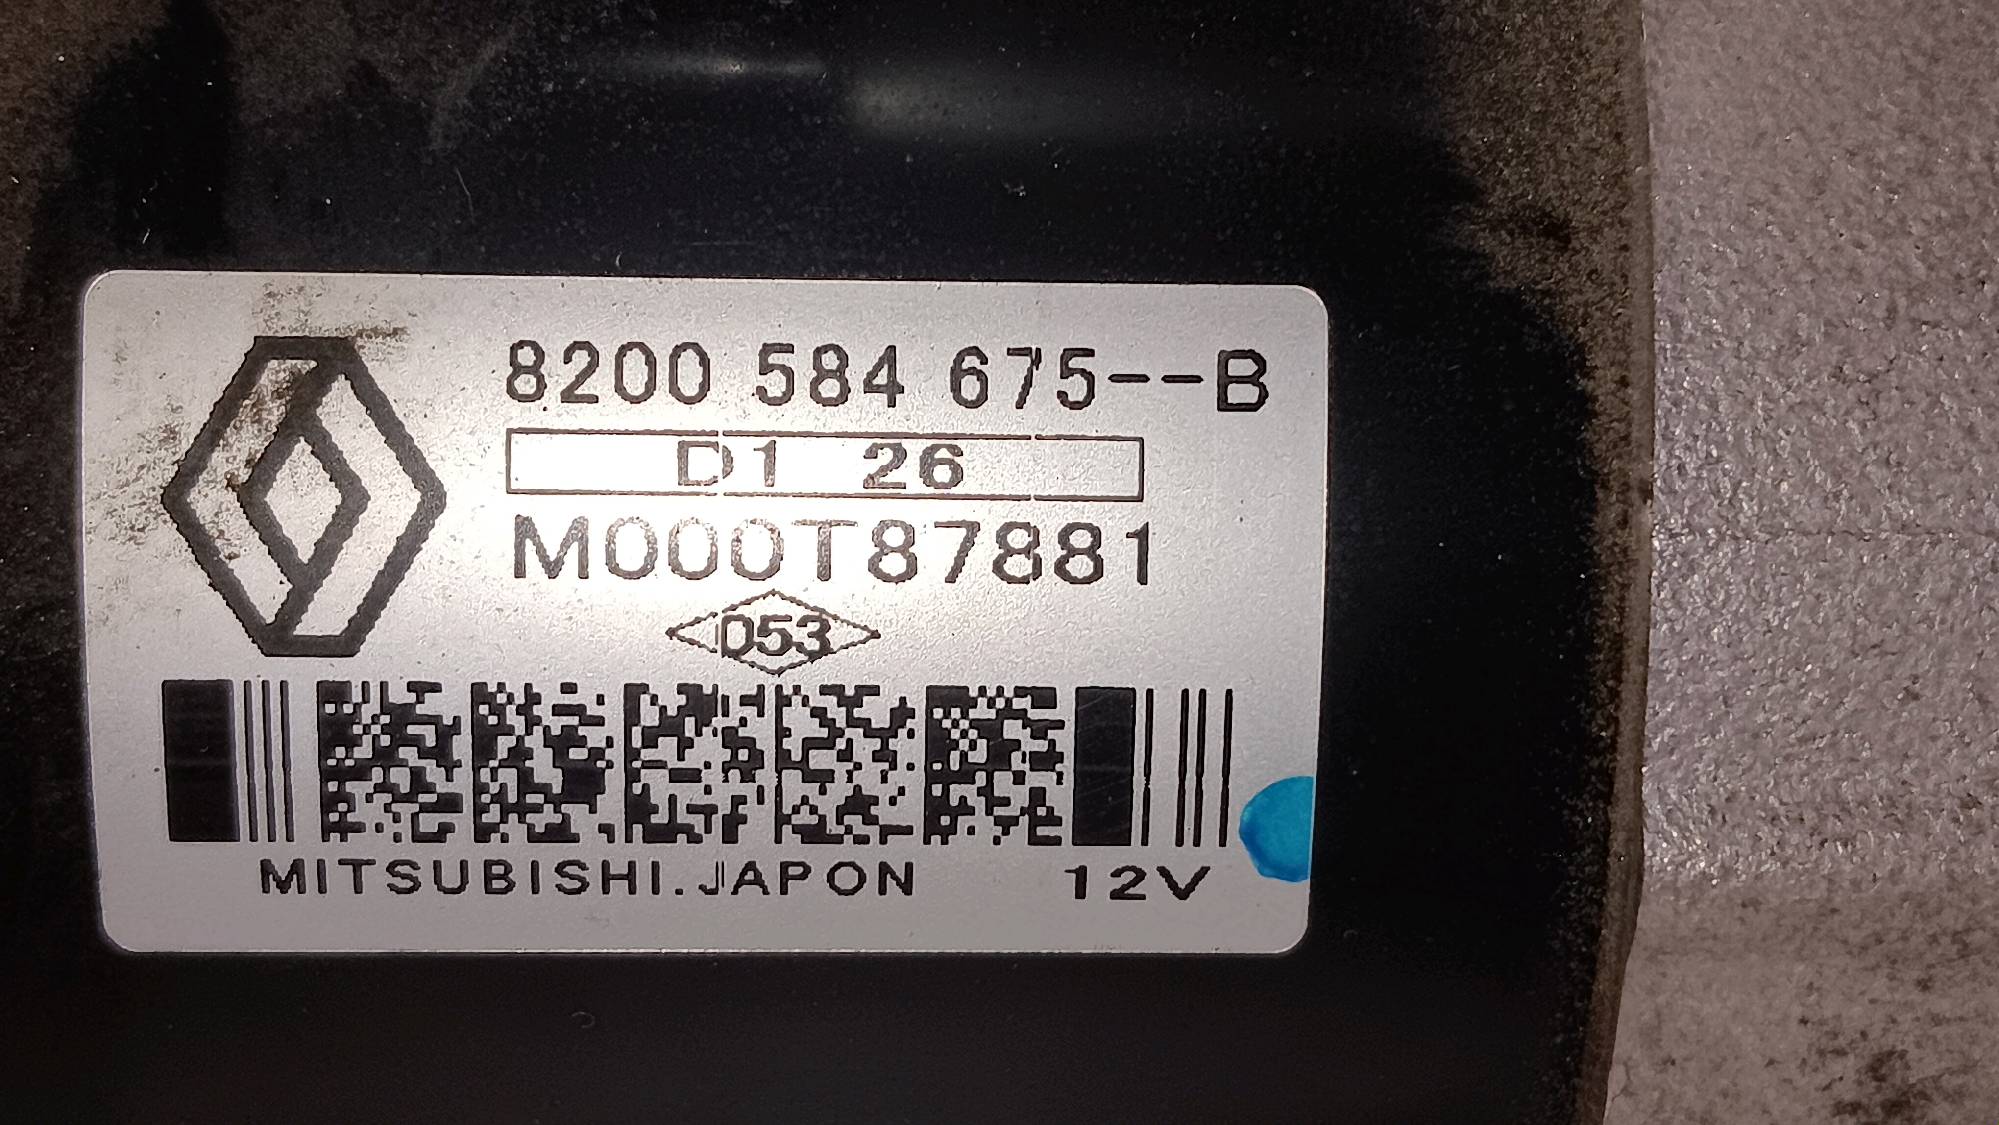 8200 584 675--B
D1 26
M000T87881
053
MITSUBISHI.JAPON 12V